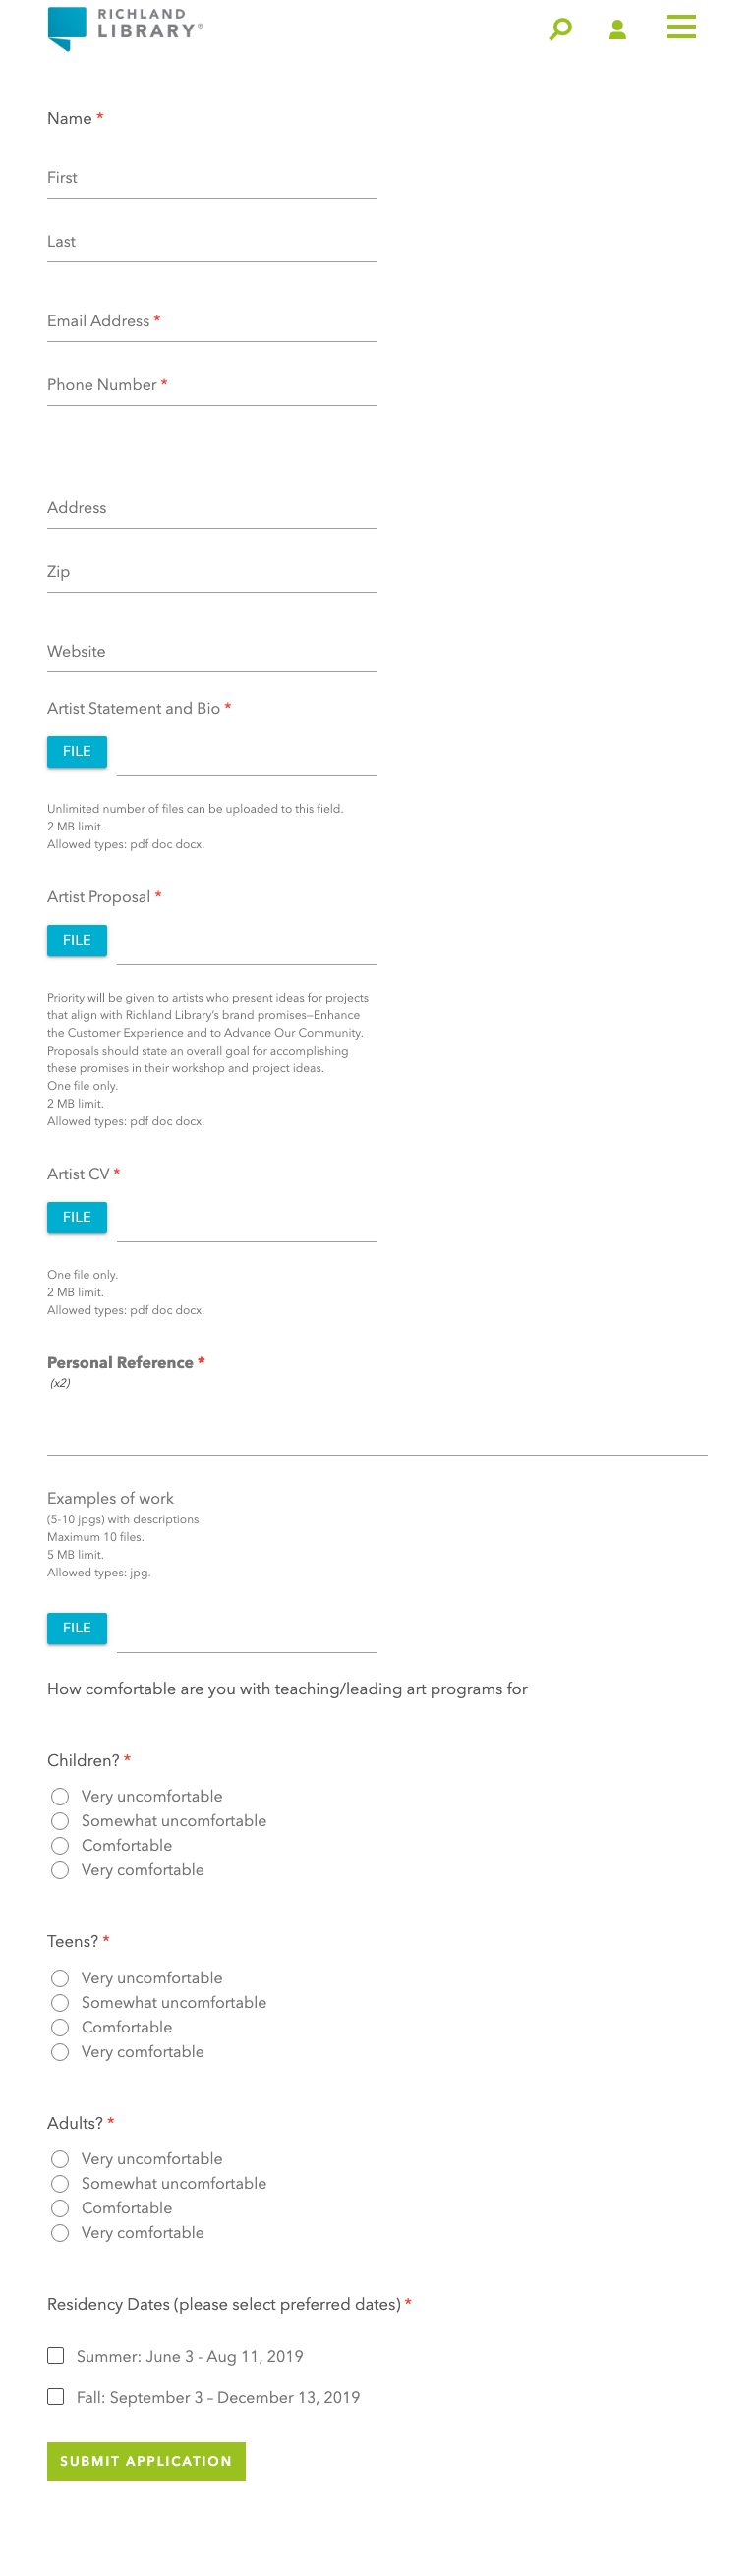 RICHLAND
LIBRARY®
Name *
First
Last
Email Address *
Phone Number *
Address
Zip
Website
Artist Statement and Bio *
FILE
Unlimited number of files can be uploaded to this field.
2 MB limit.
Allowed types: pdf doc docx.
Artist Proposal *
FILE
Priority will be given to artists who present ideas for projects
that align with Richland Library's brand promises—Enhance
the Customer Experience and to Advance Our Community.
Proposals should state an overall goal for accomplishing
these promises in their workshop and project ideas.
One file only.
2 MB limit.
Allowed types: pdf doc docx.
Artist CV *
FILE
One file only.
2 MB limit.
Allowed types: pdf doc docx.
Personal Reference *
(x2)
Examples of work
(5-10 jpgs) with descriptions
Maximum 10 files.
5 MB limit.
Allowed types: jpg.
FILE
How comfortable are you with teaching/leading art programs for
Children? *
Very uncomfortable
Somewhat uncomfortable
Comfortable
Very comfortable
Teens? *
Very uncomfortable
Somewhat uncomfortable
Comfortable
Very comfortable
Adults? *
Very uncomfortable
Somewhat uncomfortable
Comfortable
Very comfortable
Residency Dates (please select preferred dates) *
Summer: June 3 - Aug 11, 2019
Fall: September 3 – December 13, 2019
SUBMIT APPLICATION